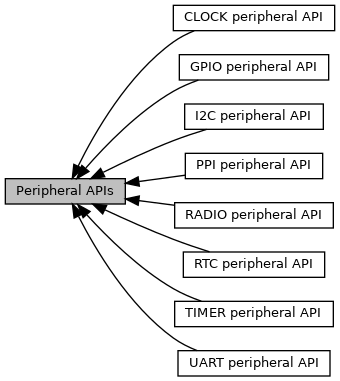 CLOCK peripheral API
GPIO peripheral API
I2C peripheral API
PPI peripheral API
Peripheral APIs
RADIO peripheral API
RTC peripheral API
TIMER peripheral API
UART peripheral API